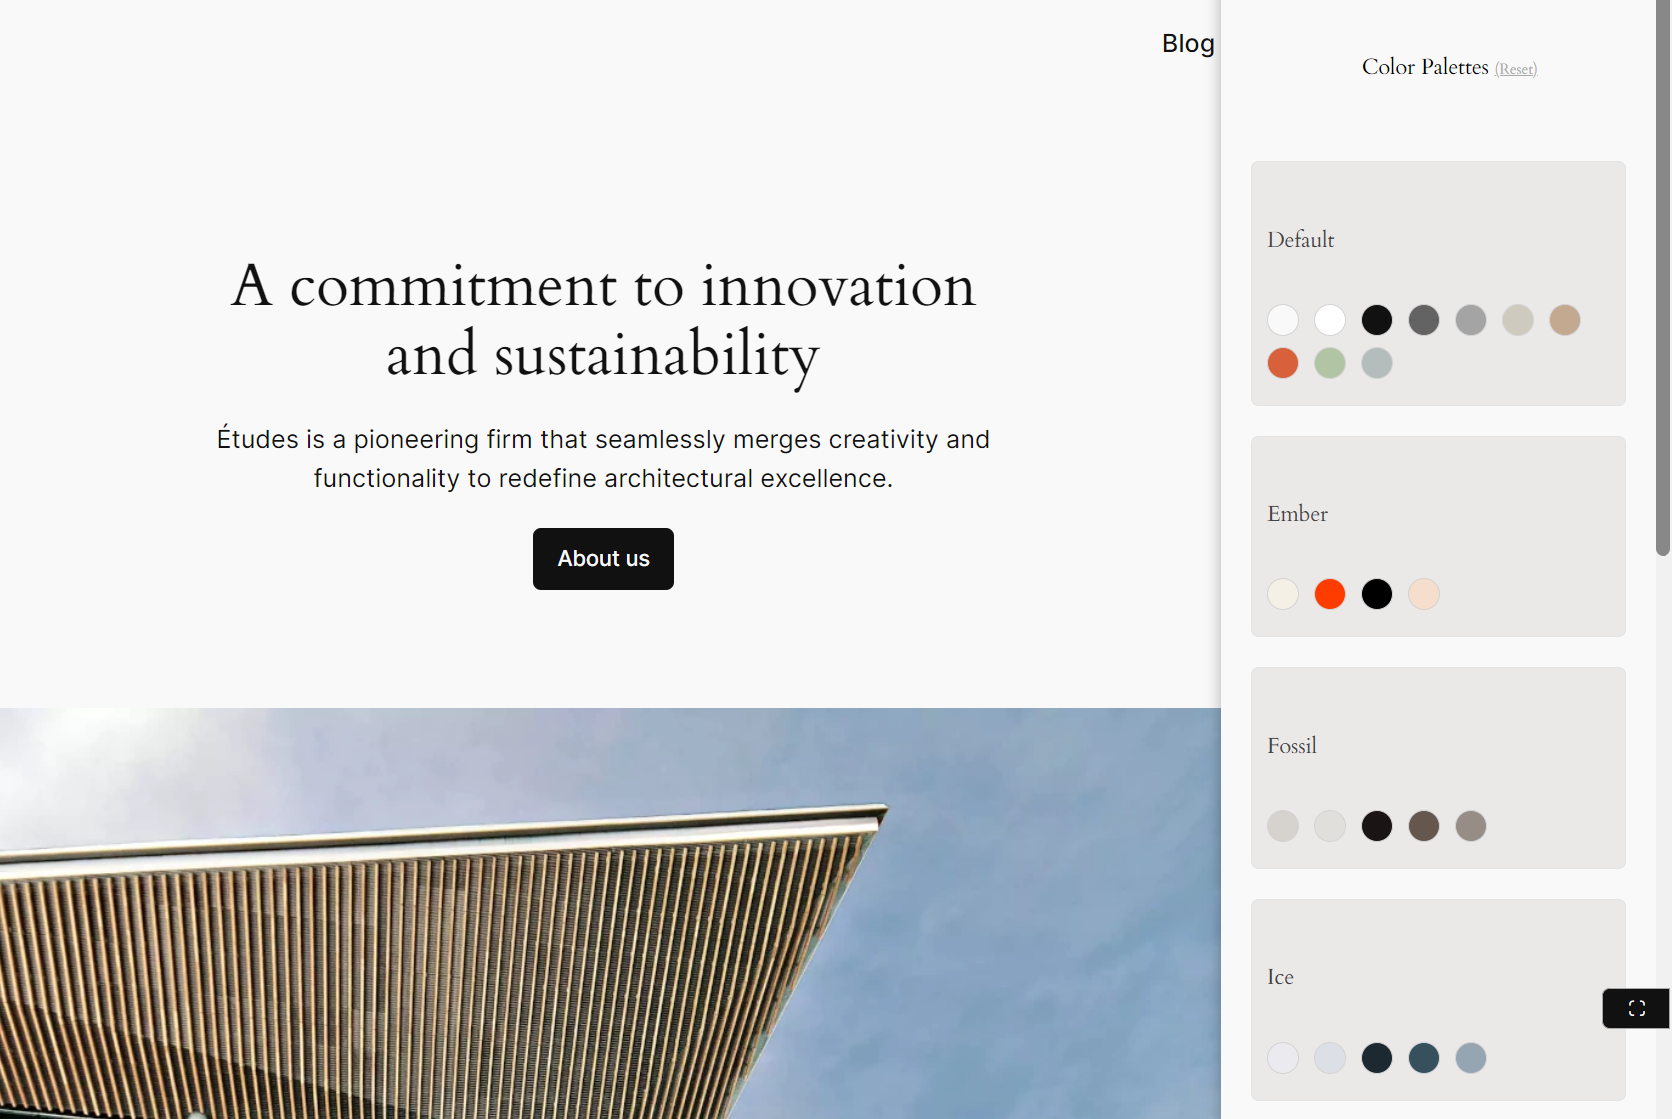 Blog
A commitment to innovation
and sustainability
Études is a pioneering firm that seamlessly merges creativity and
functionality to redefine architectural excellence.
About us
Color Palettes (Reset)
Default
Ember
Fossil
Ice